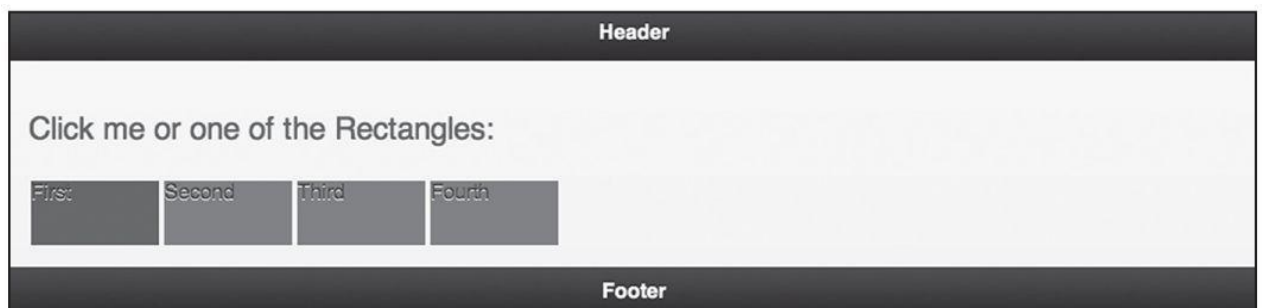 Header
Click me or one of the Rectangles:
First Second Third Fourth
Footer